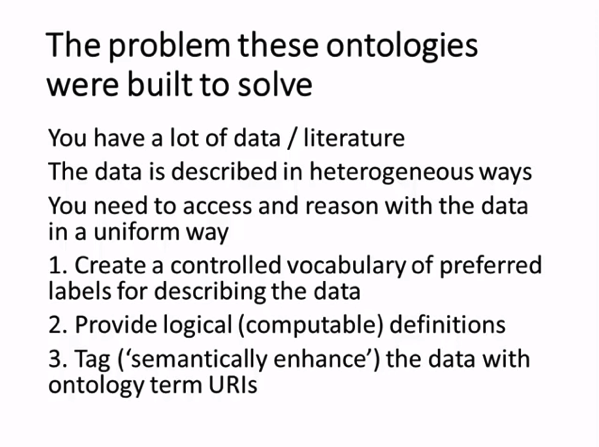 The problem these ontologies
were built to solve
You have a lot of data / literature
The data is described in heterogeneous ways
You need to access and reason with the data
in a uniform way
1. Create a controlled vocabulary of preferred
labels for describing the data
2. Provide logical (computable) definitions
3. Tag (‘semantically enhance’) the data with
ontology term URIs